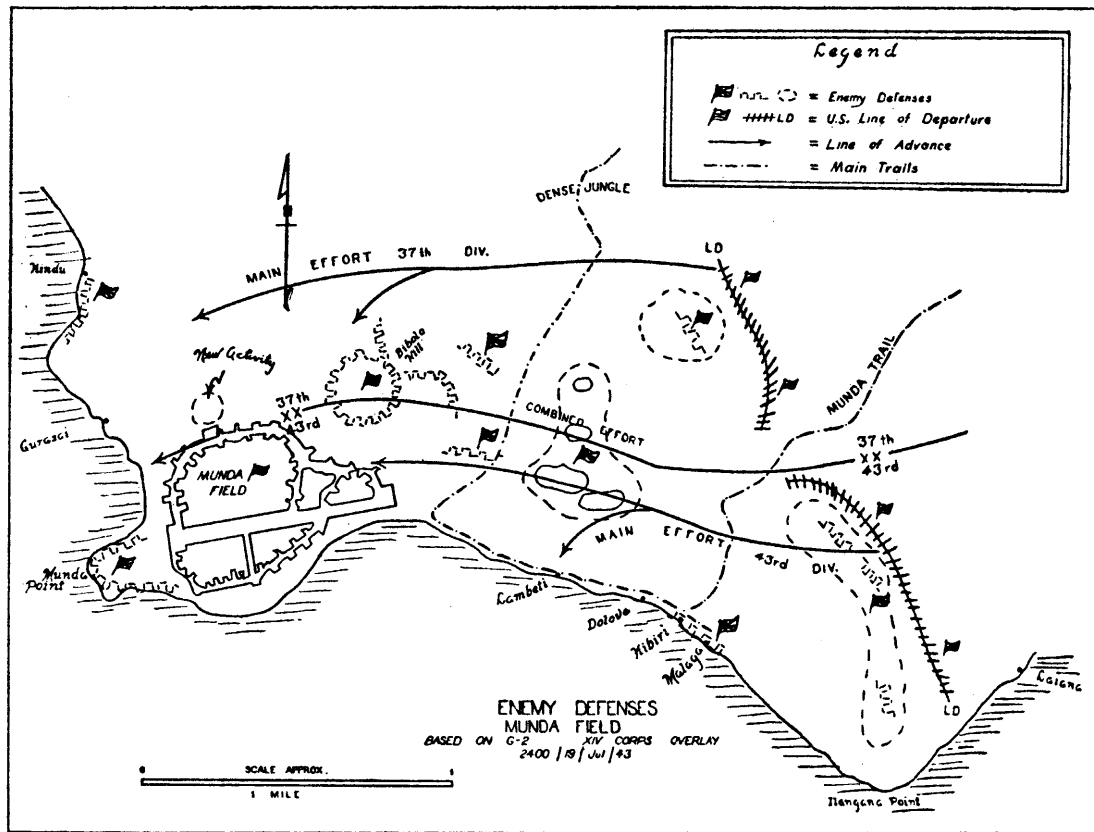 Legend
= Enemy Defenses
LD = U.S. Line of Departure
= Line of Advance
= Main Trails
DENSE JUNGLE
LD
MAIN EFFORT 37th DIV.
Kindu
Bibolo Hill
New Activity
MUNDA TRAIL
37th
XX
43rd
COMBINED EFFORT
37th
XX
43rd
Gurasai
MUNDA
FIELD
MAIN EFFORT 43rd DIV.
Munda
Point
Lambeti
Dolova
Kibiri
Malaga
Laiana
LD
ENEMY DEFENSES
MUNDA FIELD
BASED ON G-2 XIV CORPS OVERLAY
2400 / 19 / Jul / 43
0 SCALE APPROX. 1
1 MILE
Ilangana Point